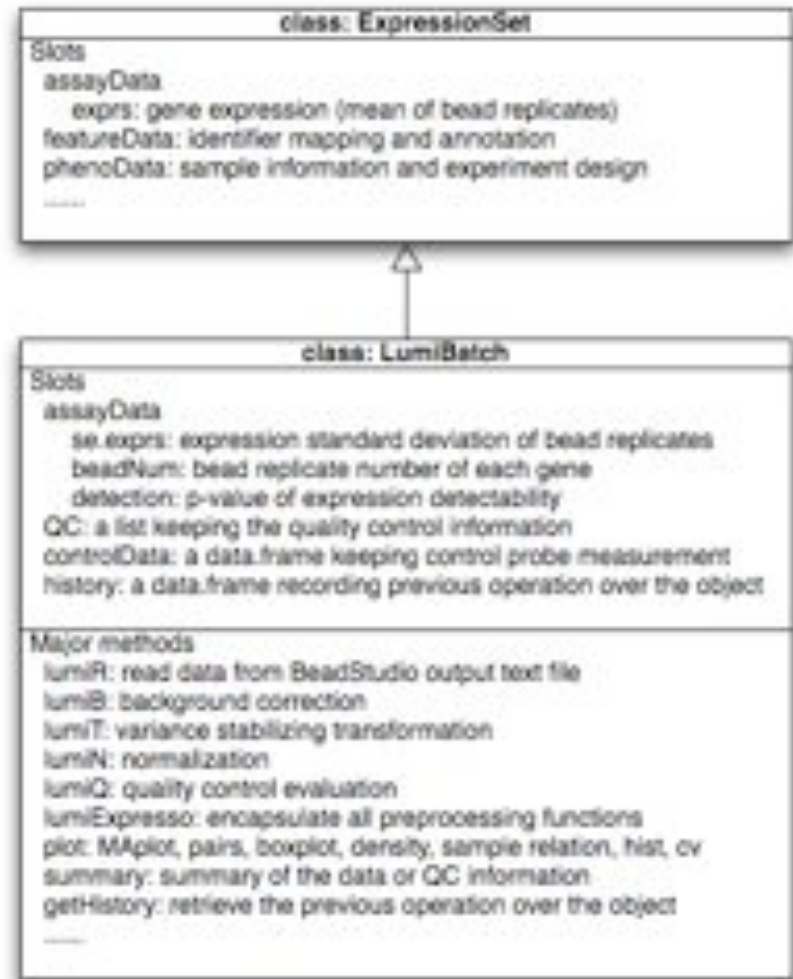 class: ExpressionSet
Slots
assayData
exprs: gene expression (mean of bead replicates)
featureData: identifier mapping and annotation
phenoData: sample information and experiment design
......
class: LumiBatch
Slots
assayData
se.exprs: expression standard deviation of bead replicates
beadNum: bead replicate number of each gene
detection: p-value of expression detectability
QC: a list keeping the quality control information
controlData: a data.frame keeping control probe measurement
history: a data.frame recording previous operation over the object
Major methods
lumiR: read data from BeadStudio output text file
lumiB: background correction
lumiT: variance stabilizing transformation
lumiN: normalization
lumiQ: quality control evaluation
lumiExpresso: encapsulate all preprocessing functions
plot: MAplot, pairs, boxplot, density, sample relation, hist, cv
summary: summary of the data or QC information
getHistory: retrieve the previous operation over the object
......